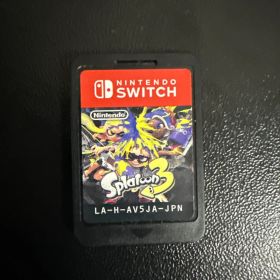 NINTENDO
SWITCH
Nintendo
Splatoon 3
LA-H-AV5JA-JPN